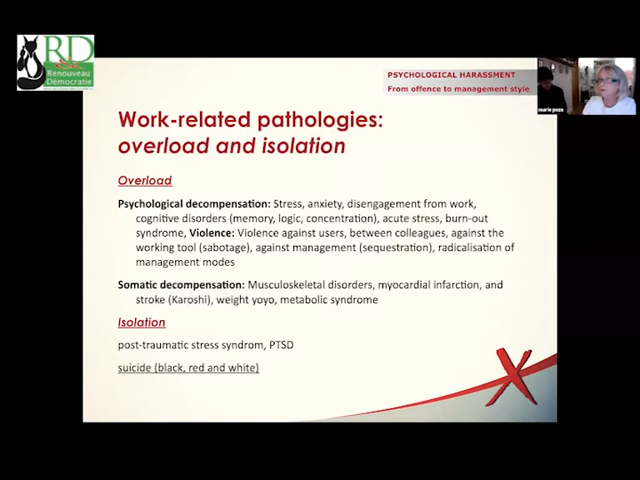 RD
Renouveau
Démocratie
PSYCHOLOGICAL HARASSMENT
From offence to management style
marie peze
Work-related pathologies:
overload and isolation
Overload
Psychological decompensation: Stress, anxiety, disengagement from work,
cognitive disorders (memory, logic, concentration), acute stress, burn-out
syndrome, Violence: Violence against users, between colleagues, against the
working tool (sabotage), against management (sequestration), radicalisation of
management modes
Somatic decompensation: Musculoskeletal disorders, myocardial infarction, and
stroke (Karoshi), weight yoyo, metabolic syndrome
Isolation
post-traumatic stress syndrom, PTSD
suicide (black, red and white)